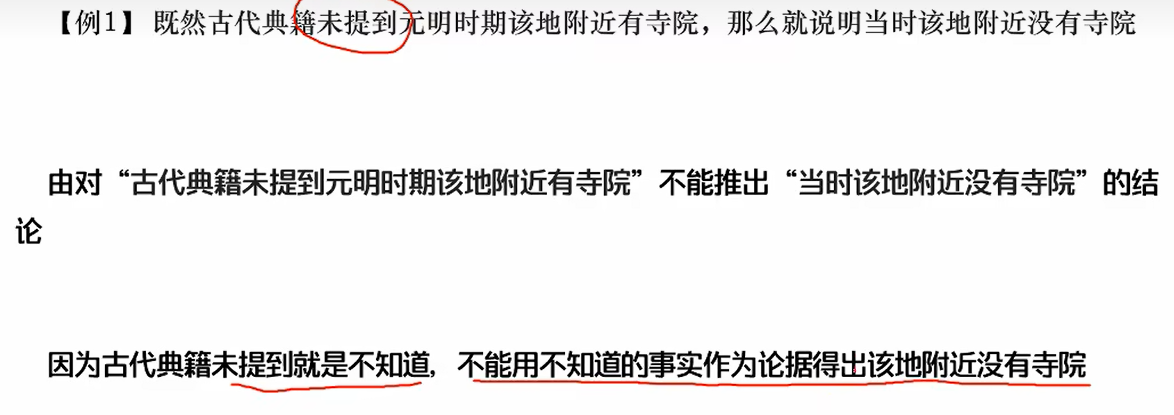 【例1】既然古代典籍未提到元明时期该地附近有寺院，那么就说明当时该地附近没有寺院
由对“古代典籍未提到元明时期该地附近有寺院”不能推出“当时该地附近没有寺院”的结
论
因为古代典籍未提到就是不知道，不能用不知道的事实作为论据得出该地附近没有寺院